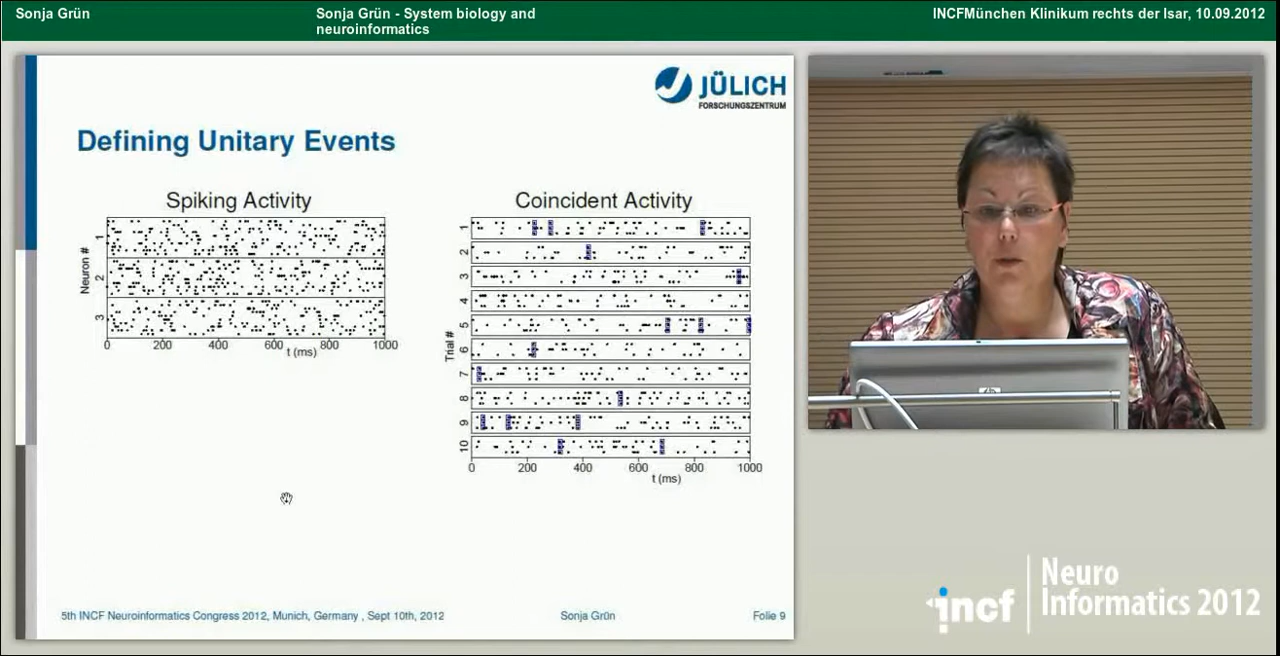 Sonja Grün
Sonja Grün - System biology and
neuroinformatics
INCFMünchen Klinikum rechts der Isar, 10.09.2012
JÜLICH
FORSCHUNGSZENTRUM
Defining Unitary Events
Spiking Activity
Neuron #
1
2
3
0 200 400 600 800 1000
t (ms)
Coincident Activity
Trial #
1
2
3
4
5
6
7
8
9
10
0 200 400 600 800 1000
t (ms)
5th INCF Neuroinformatics Congress 2012, Munich, Germany , Sept 10th, 2012
Sonja Grün
Folie 9
hp
incf
Neuro
Informatics 2012